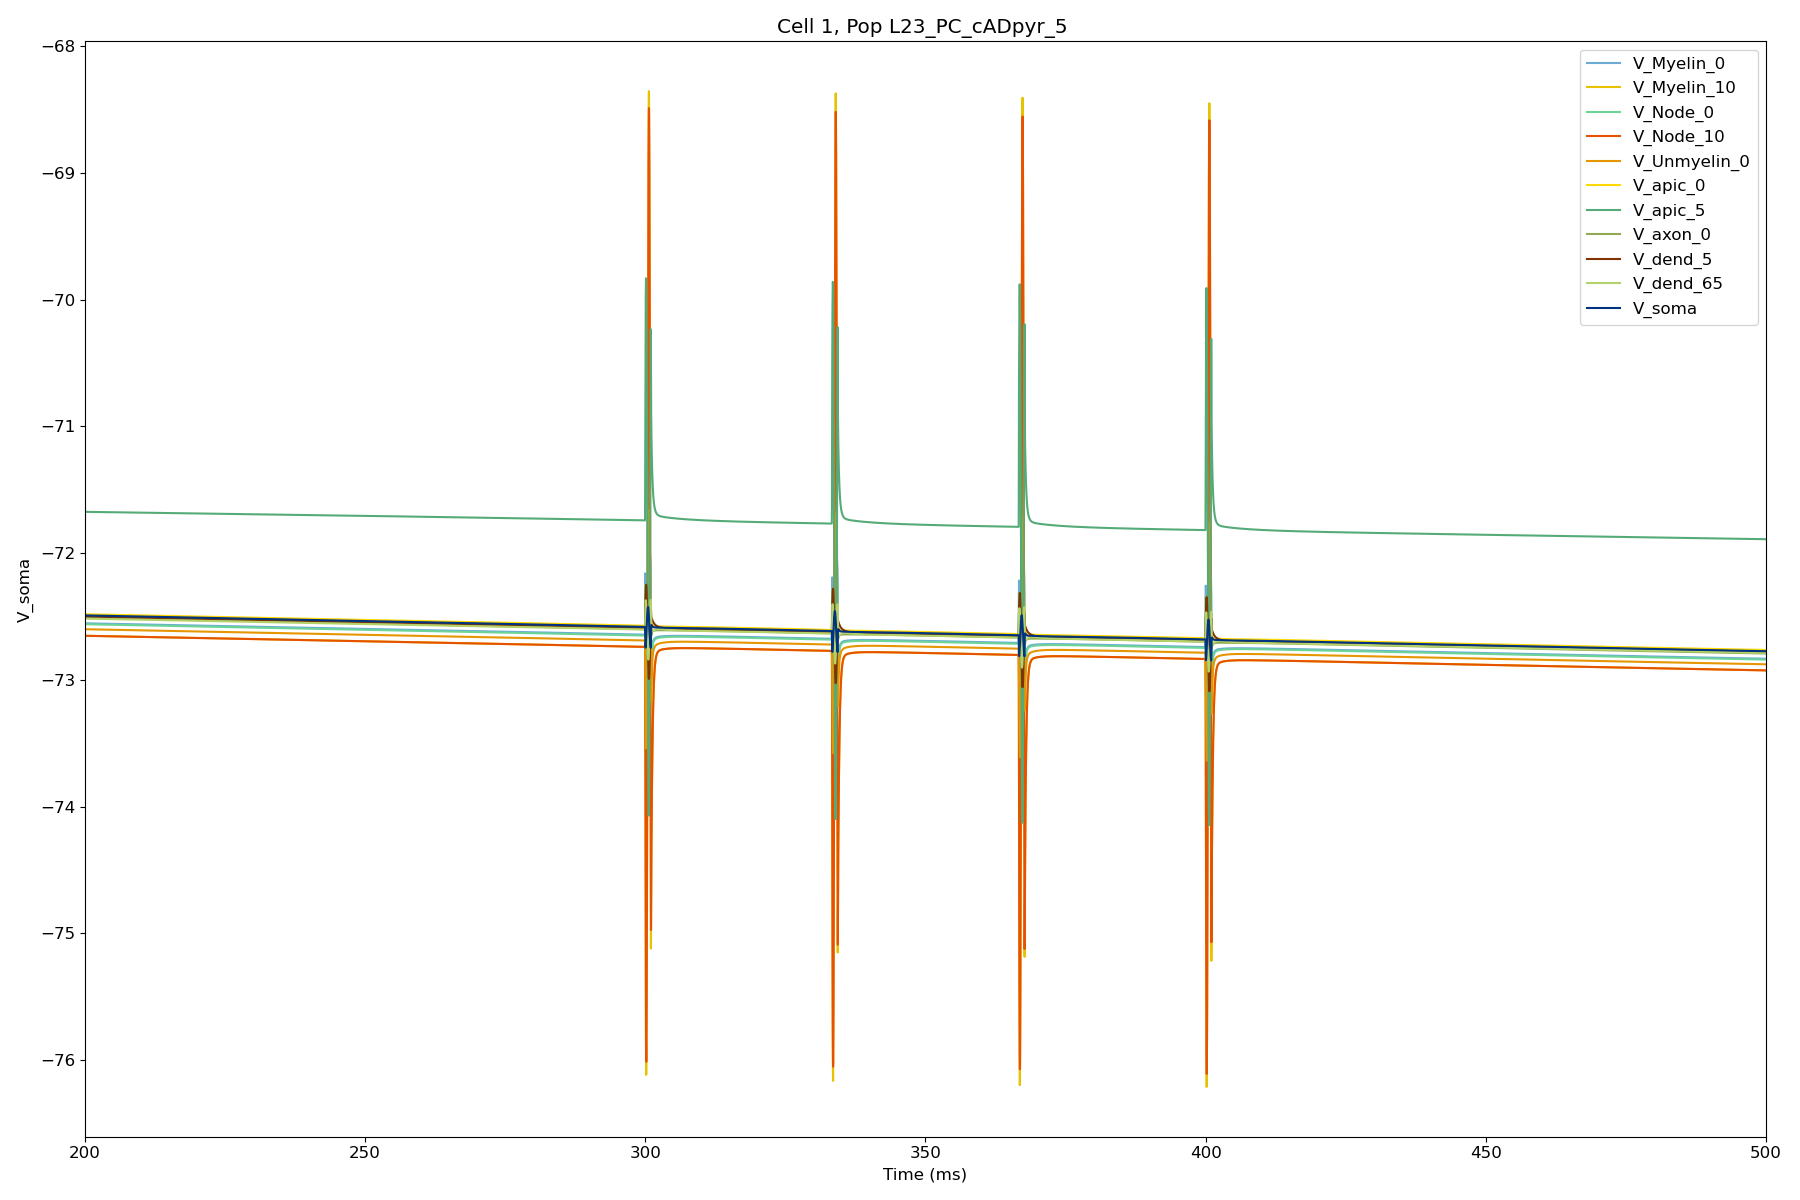 Cell 1, Pop L23_PC_cADpyr_5
V_Myelin_0
V_Myelin_10
V_Node_0
V_Node_10
V_Unmyelin_0
V_apic_0
V_apic_5
V_axon_0
V_dend_5
V_dend_65
V_soma
−68
−69
−70
−71
−72
−73
−74
−75
−76
V_soma
200 250 300 350 400 450 500
Time (ms)